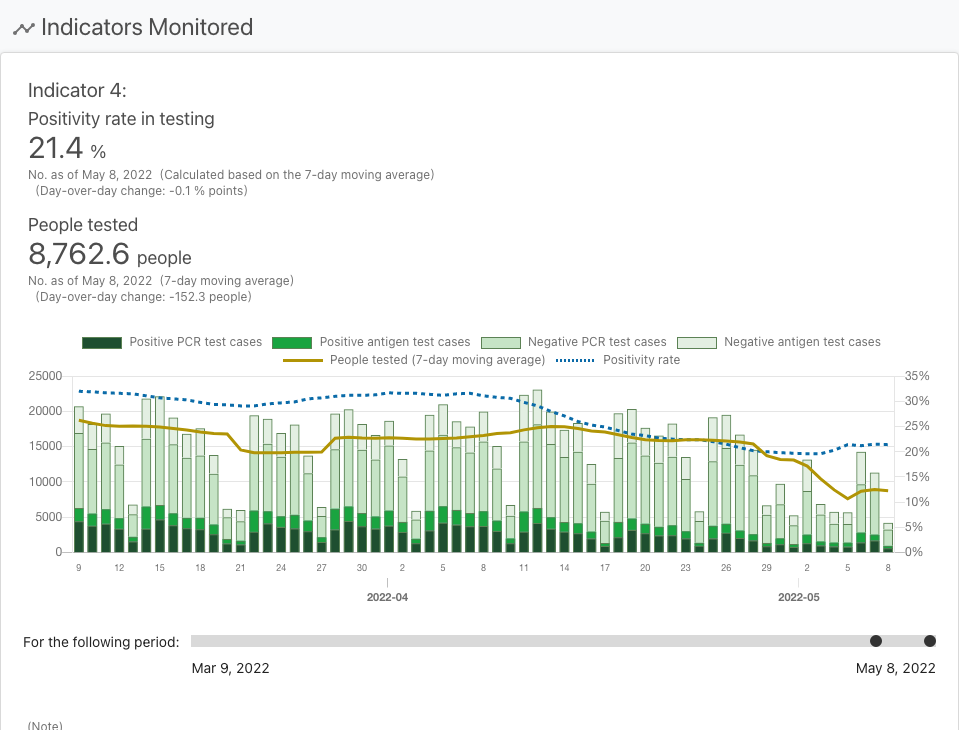 Indicators Monitored
Indicator 4:
Positivity rate in testing
21.4 %
No. as of May 8, 2022 (Calculated based on the 7-day moving average)
(Day-over-day change: -0.1 % points)
People tested
8,762.6 people
No. as of May 8, 2022 (7-day moving average)
(Day-over-day change: -152.3 people)
Positive PCR test cases Positive antigen test cases Negative PCR test cases Negative antigen test cases
People tested (7-day moving average) Positivity rate
25000 35%
20000 30%
25%
15000 20%
10000 15%
10%
5000 5%
0 0%
9 12 15 18 21 24 27 30 2 5 8 11 14 17 20 23 26 29 2 5 8
2022-04 2022-05
For the following period:
Mar 9, 2022 May 8, 2022
(Note)